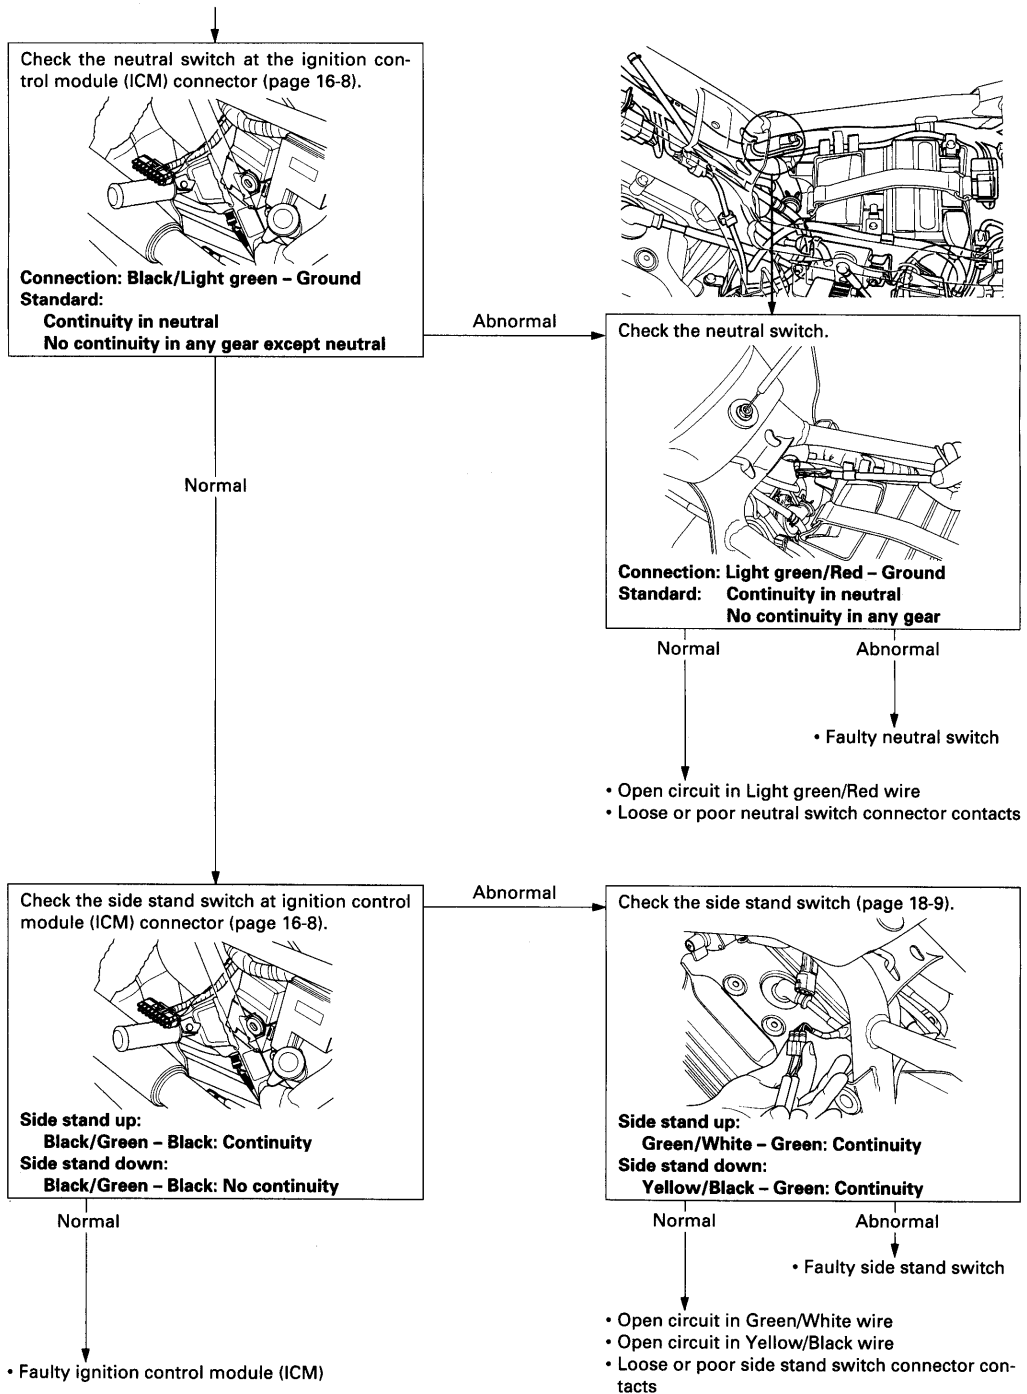 Check the neutral switch at the ignition con-
trol module (ICM) connector (page 16-8).
Connection: Black/Light green – Ground
Standard:
Continuity in neutral
No continuity in any gear except neutral
Abnormal
Check the neutral switch.
Connection: Light green/Red – Ground
Standard: Continuity in neutral
No continuity in any gear
Normal
Normal
Abnormal
• Faulty neutral switch
• Open circuit in Light green/Red wire
• Loose or poor neutral switch connector contacts
Check the side stand switch at ignition control
module (ICM) connector (page 16-8).
Side stand up:
Black/Green – Black: Continuity
Side stand down:
Black/Green – Black: No continuity
Abnormal
Check the side stand switch (page 18-9).
Side stand up:
Green/White – Green: Continuity
Side stand down:
Yellow/Black – Green: Continuity
Normal
Normal
Abnormal
• Faulty side stand switch
• Open circuit in Green/White wire
• Open circuit in Yellow/Black wire
• Loose or poor side stand switch connector con-
tacts
• Faulty ignition control module (ICM)